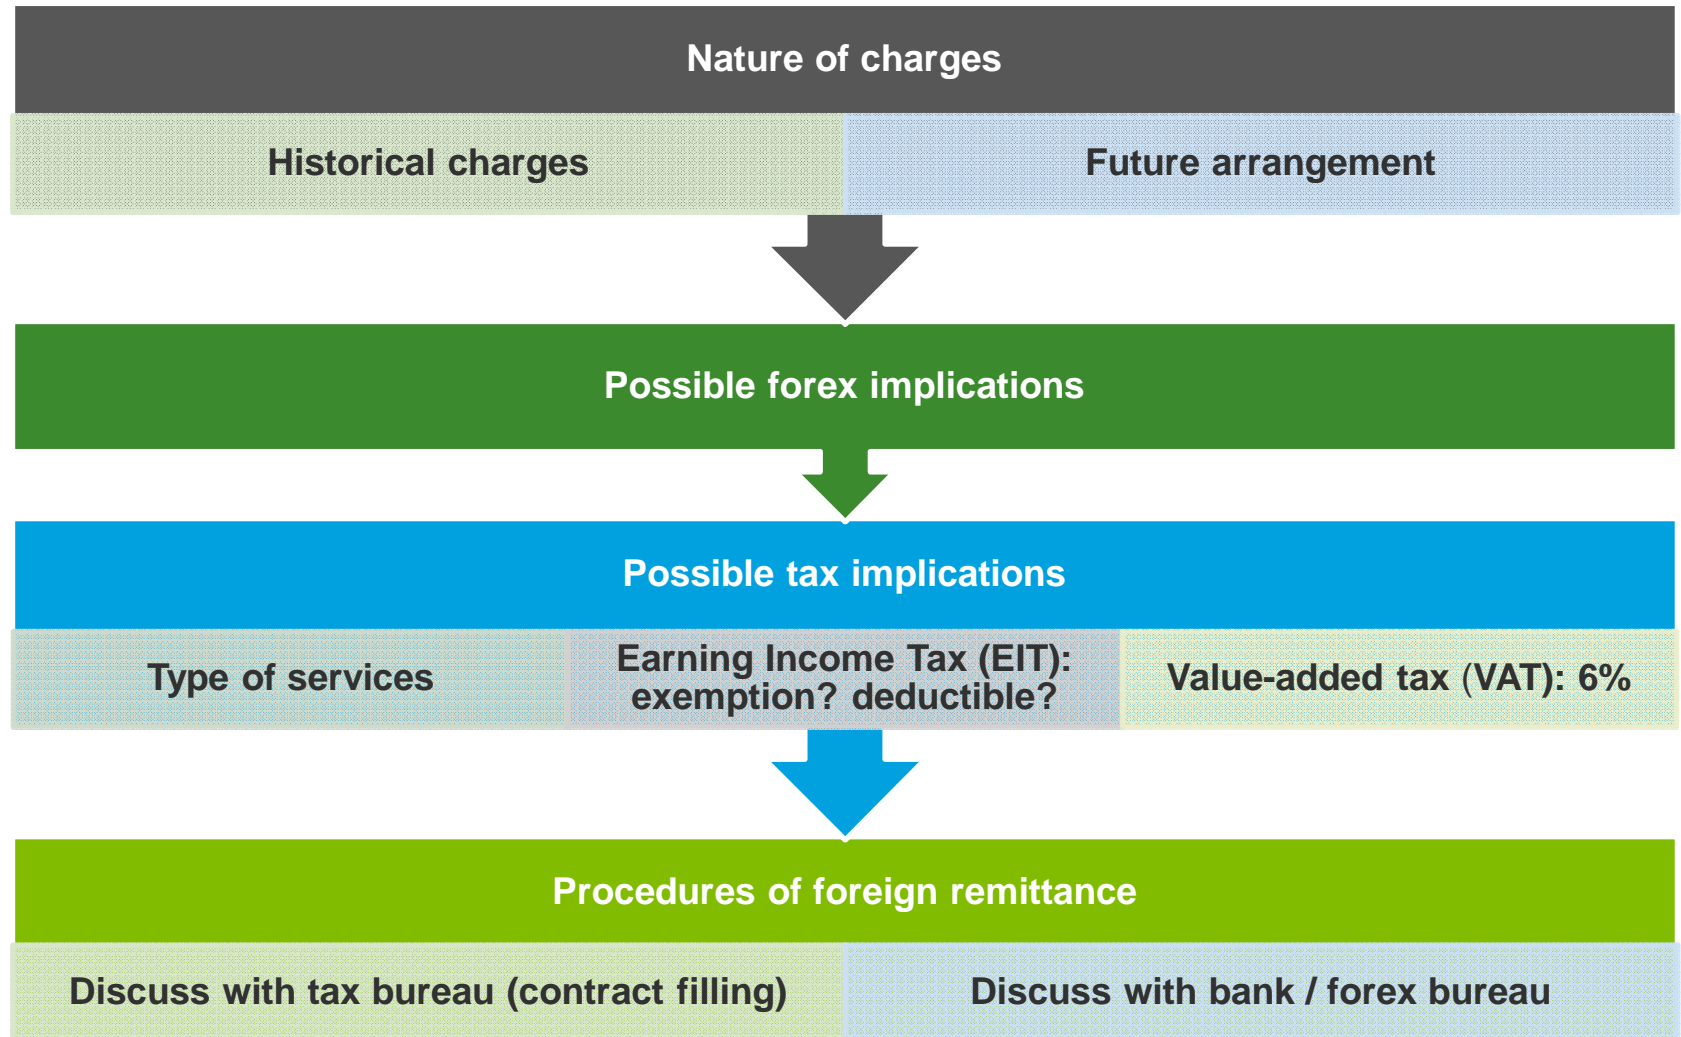 Nature of charges
Historical charges
Future arrangement
Possible forex implications
Possible tax implications
Type of services
Earning Income Tax (EIT):
exemption? deductible?
Value-added tax (VAT): 6%
Procedures of foreign remittance
Discuss with tax bureau (contract filling)
Discuss with bank / forex bureau